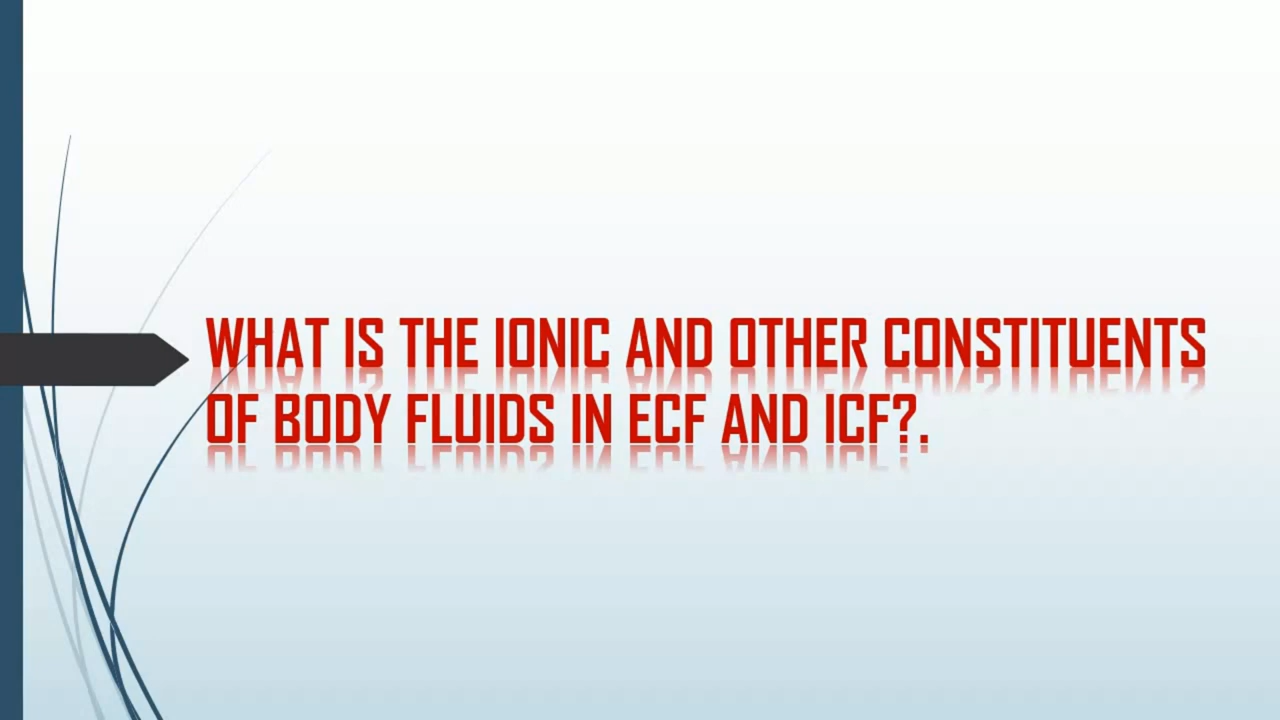 WHAT IS THE IONIC AND OTHER CONSTITUENTS
OF BODY FLUIDS IN ECF AND ICF?.